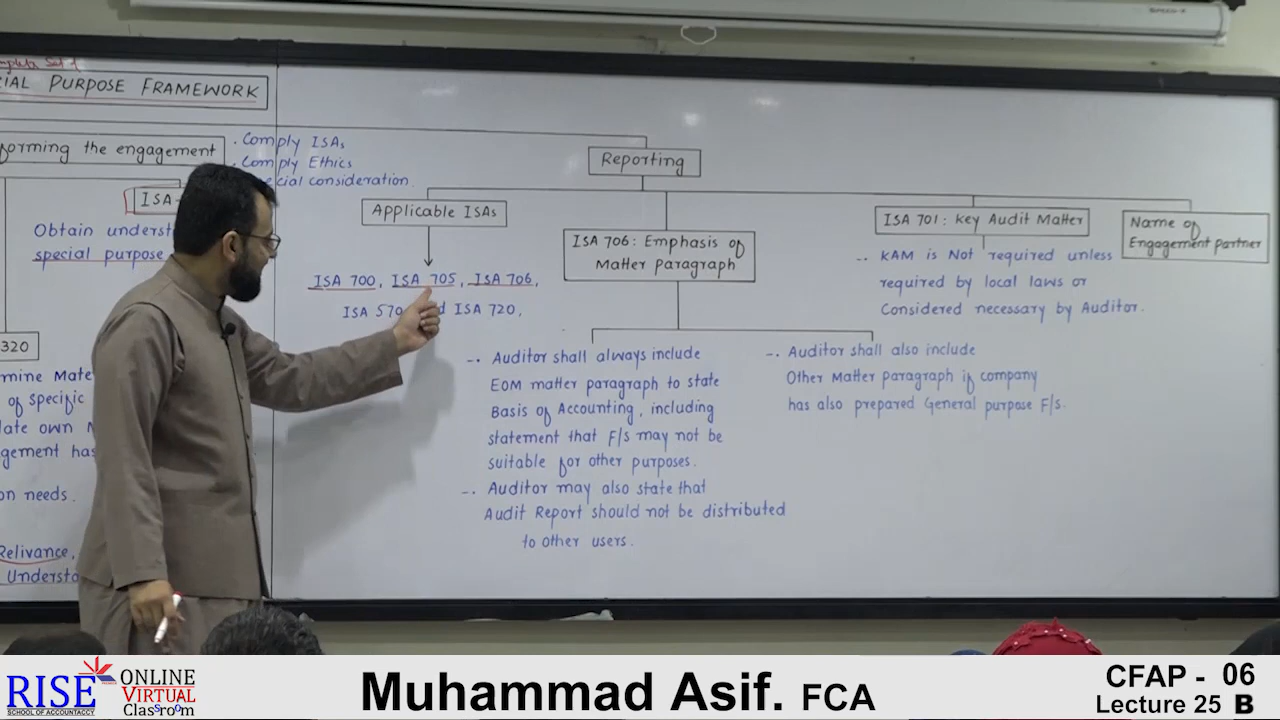 SPECIAL PURPOSE FRAMEWORK
orming the engagement
. Comply ISAs
. Comply Ethics
ecial consideration.
Reporting
ISA-
Obtain underst
special purpose
Applicable ISAs
ISA 700, ISA 705, ISA 706,
ISA 570 d ISA 720,
ISA 706: Emphasis of
Matter Paragraph
ISA 701: Key Audit Matter
-. KAM is Not required unless
required by local laws or
Considered necessary by Auditor.
Name of
Engagement partner
320
mine Mate
of specific
late own
gement has
on needs.
Relivance,
Understa
-. Auditor shall always include
EOM matter paragraph to state
Basis of Accounting, including
statement that F/s may not be
suitable for other purposes.
-. Auditor may also state that
Audit Report should not be distributed
to other users.
-. Auditor shall also include
Other Matter Paragraph if company
has also prepared General purpose F/s.
RISE
SCHOOL OF ACCOUNTANCY
ONLINE
VIRTUAL
Classroom
Muhammad Asif. FCA
CFAP - 06
Lecture 25 B